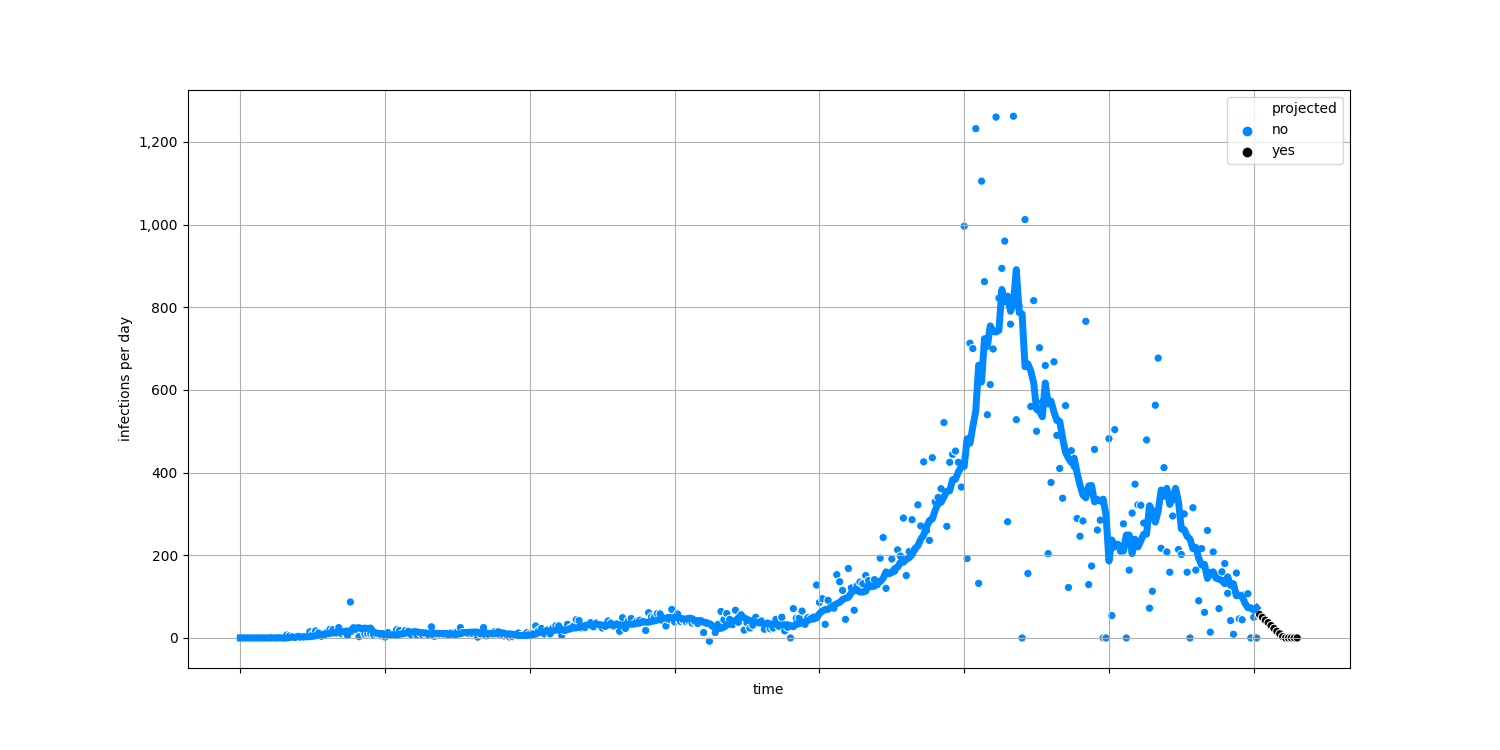 projected
no
yes
1,200
1,000
800
600
400
200
0
infections per day
time